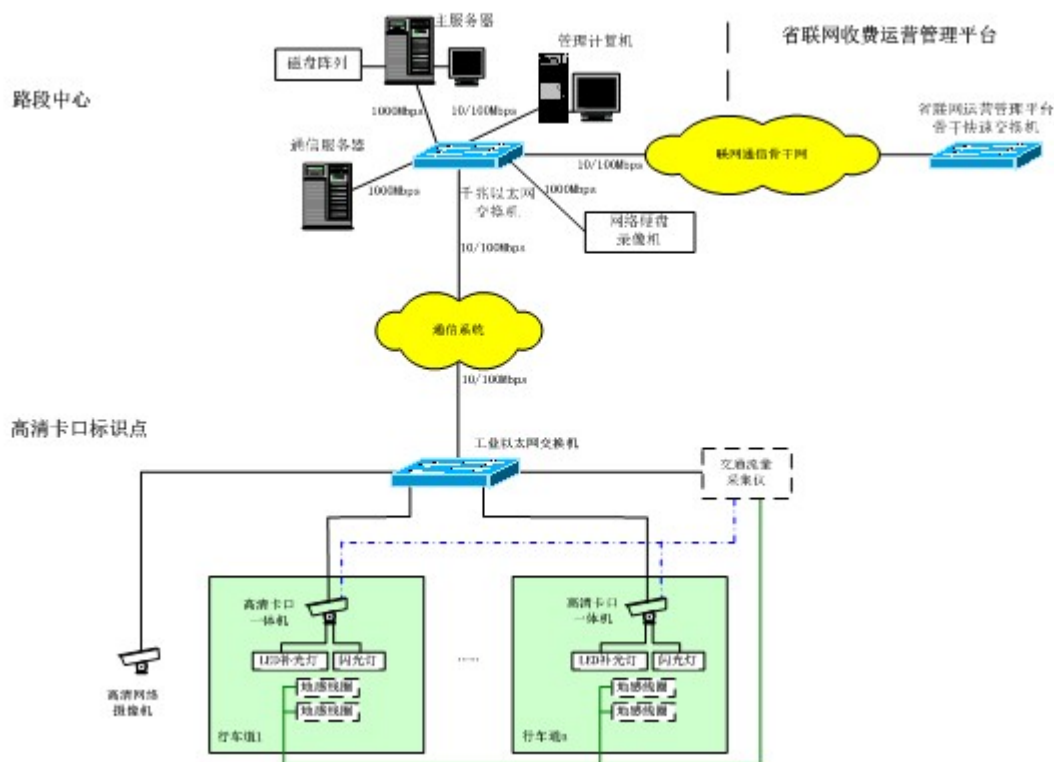 主服务器
管理计算机
省联网收费运营管理平台
磁盘阵列
路段中心
1000Mbps
10/100Mbps
省联网运营管理平台
骨干快速交换机
通信服务器
联网通信骨干网
10/100Mbps
1000Mbps
1000Mbps
千兆以太网
交换机
网络硬盘
录像机
10/100Mbps
通信系统
10/100Mbps
高清卡口标识点
工业以太网交换机
交通流量
采集仪
高清卡口
一体机
高清卡口
一体机
LED补光灯
闪光灯
......
LED补光灯
闪光灯
地感线圈
地感线圈
地感线圈
地感线圈
高清网络
摄像机
行车道1
行车道n